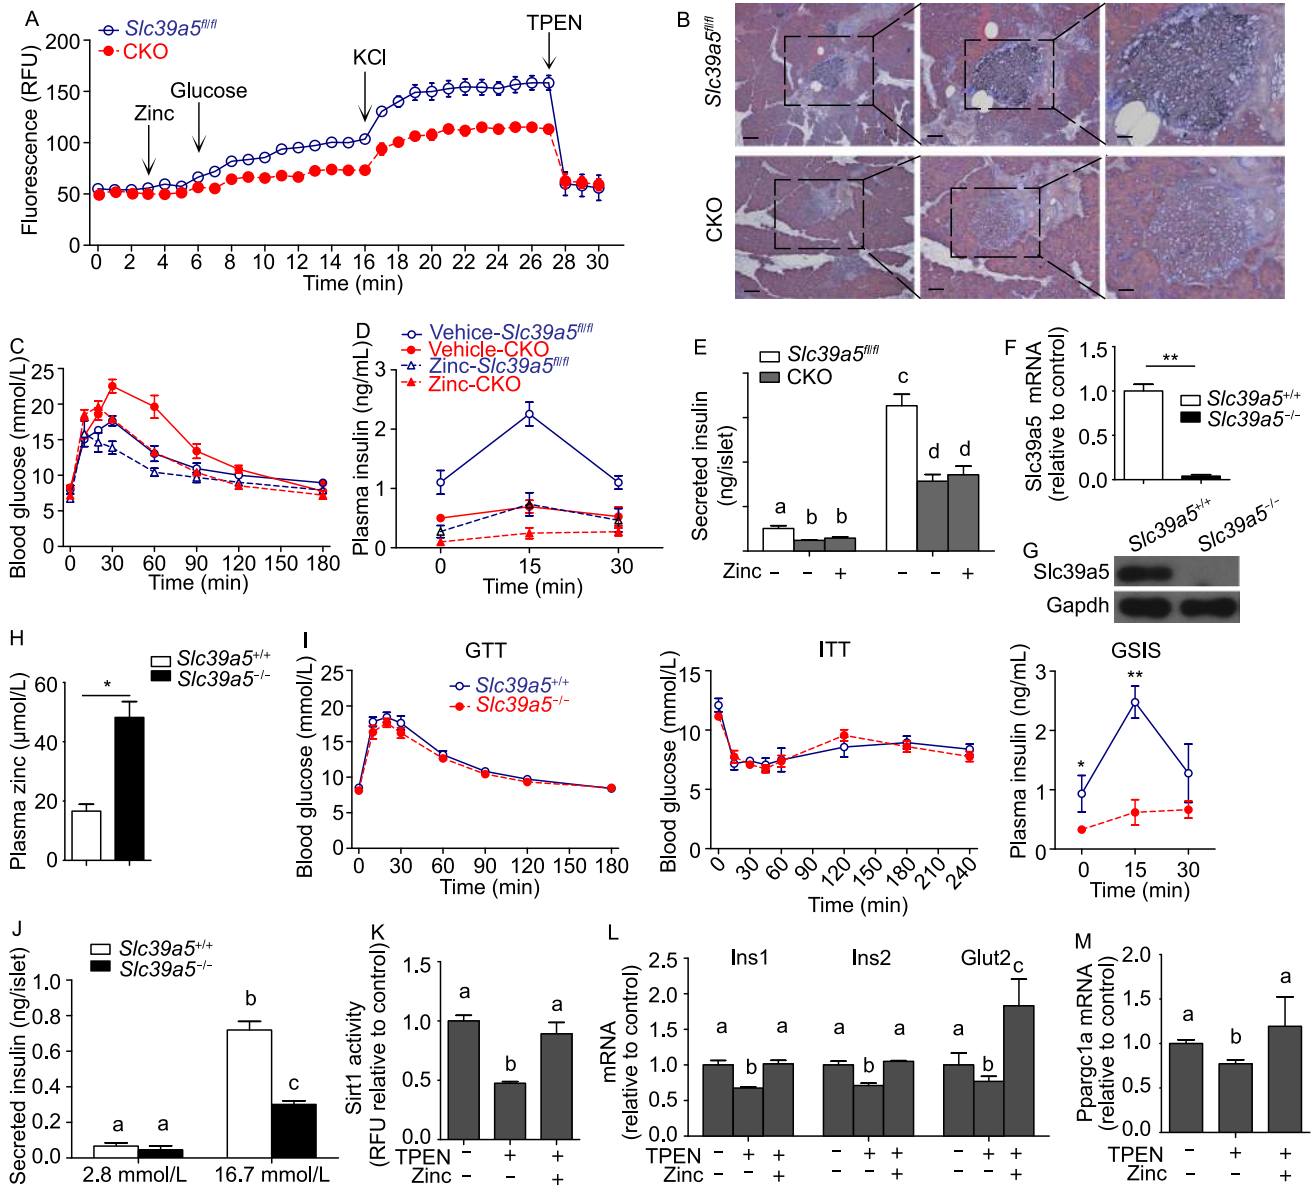 A
Slc39a5fl/fl
CKO
Fluorescence (RFU)
200
150
100
50
0
Zinc
Glucose
KCl
TPEN
0 2 4 6 8 10 12 14 16 18 20 22 24 26 28 30
Time (min)
B
Slc39a5fl/fl
CKO
C
Blood glucose (mmol/L)
25
20
15
10
5
0
0 30 60 90 120 150 180
Time (min)
D
Vehice-Slc39a5fl/fl
Vehicle-CKO
Zinc-Slc39a5fl/fl
Zinc-CKO
Plasma insulin (ng/mL)
3
2
1
0
0 15 30
Time (min)
E
Slc39a5fl/fl
CKO
Secreted insulin
(ng/islet)
a b b c d d
Zinc – – + – – +
F
Slc39a5 mRNA
(relative to control)
1.5
1.0
0.5
0.0
**
Slc39a5+/+
Slc39a5−/−
G
Slc39a5+/+ Slc39a5−/−
Slc39a5
Gapdh
H
Slc39a5+/+
Slc39a5−/−
Plasma zinc (μmol/L)
60
40
20
0
*
I
GTT
Slc39a5+/+
Slc39a5−/−
Blood glucose (mmol/L)
20
15
10
5
0
0 30 60 90 120 150 180
Time (min)
ITT
Blood glucose (mmol/L)
15
10
5
0
0 30 60 90 120 150 180 210 240
Time (min)
GSIS
Plasma insulin (ng/mL)
3
2
1
0
* **
0 15 30
Time (min)
J
Slc39a5+/+
Slc39a5−/−
Secreted insulin (ng/islet)
1.0
0.8
0.6
0.4
0.2
0.0
a a b c
2.8 mmol/L 16.7 mmol/L
K
Sirt1 activity
(RFU relative to control)
1.5
1.0
0.5
0.0
a b a
TPEN – + +
Zinc – – +
L
mRNA
(relative to control)
2.5
2.0
1.5
1.0
0.5
0.0
Ins1 Ins2 Glut2
a b a a b a a b c
TPEN – + + – + + – + +
Zinc – – + – – + – – +
M
Ppargc1a mRNA
(relative to control)
2.0
1.5
1.0
0.5
0.0
a b a
TPEN – + +
Zinc – – +